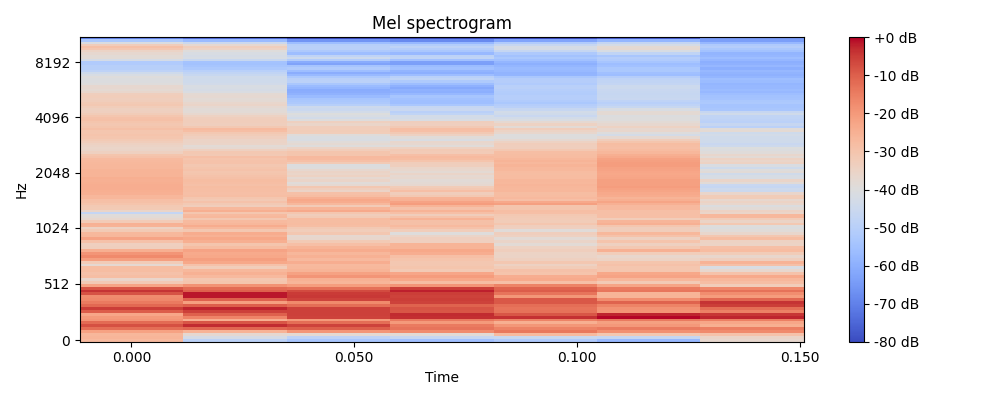 Mel spectrogram
Hz
8192
4096
2048
1024
512
0
0.000
0.050
0.100
0.150
Time
+0 dB
-10 dB
-20 dB
-30 dB
-40 dB
-50 dB
-60 dB
-70 dB
-80 dB